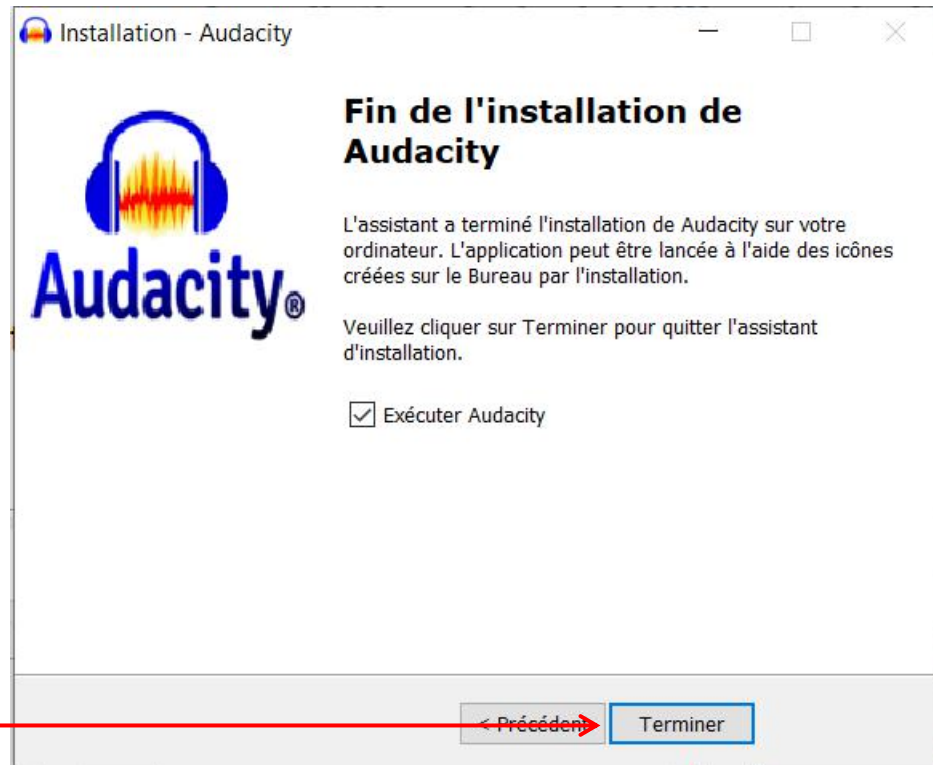 Installation - Audacity
Fin de l'installation de
Audacity
L'assistant a terminé l'installation de Audacity sur votre
ordinateur. L'application peut être lancée à l'aide des icônes
créées sur le Bureau par l'installation.
Veuillez cliquer sur Terminer pour quitter l'assistant
d'installation.
Exécuter Audacity
Audacity®
< Précédent
Terminer